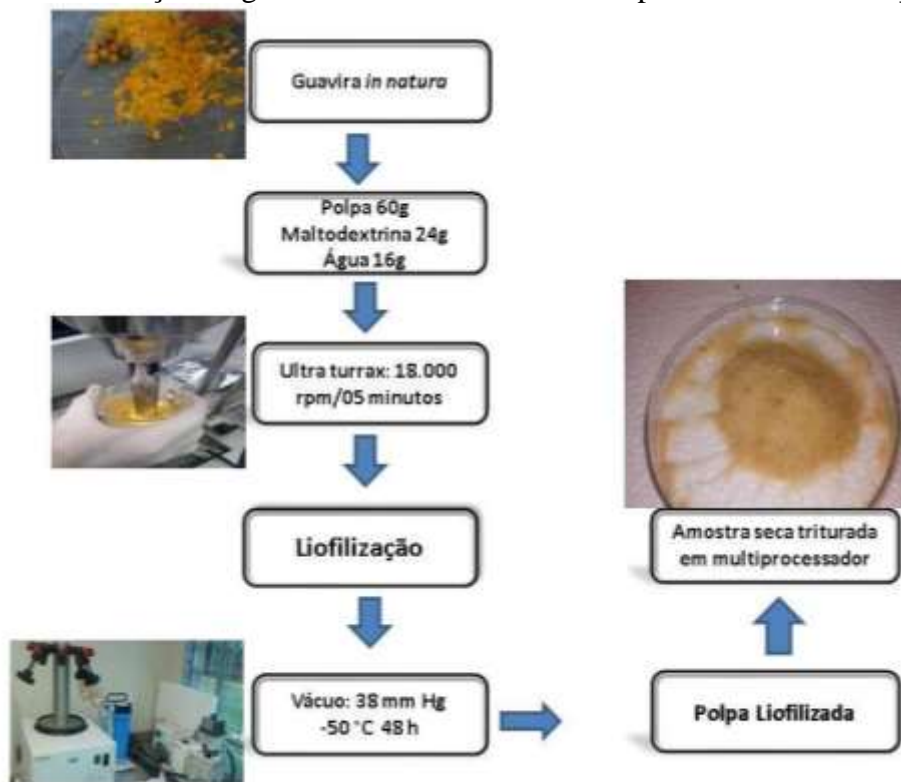 Guavira in natura
Polpa 60g
Maltodextrina 24g
Água 16g
Ultra turrax: 18.000
rpm/05 minutos
Liofilização
Vácuo: 38 mm Hg
-50 °C 48 h
Polpa Liofilizada
Amostra seca triturada
em multiprocessador